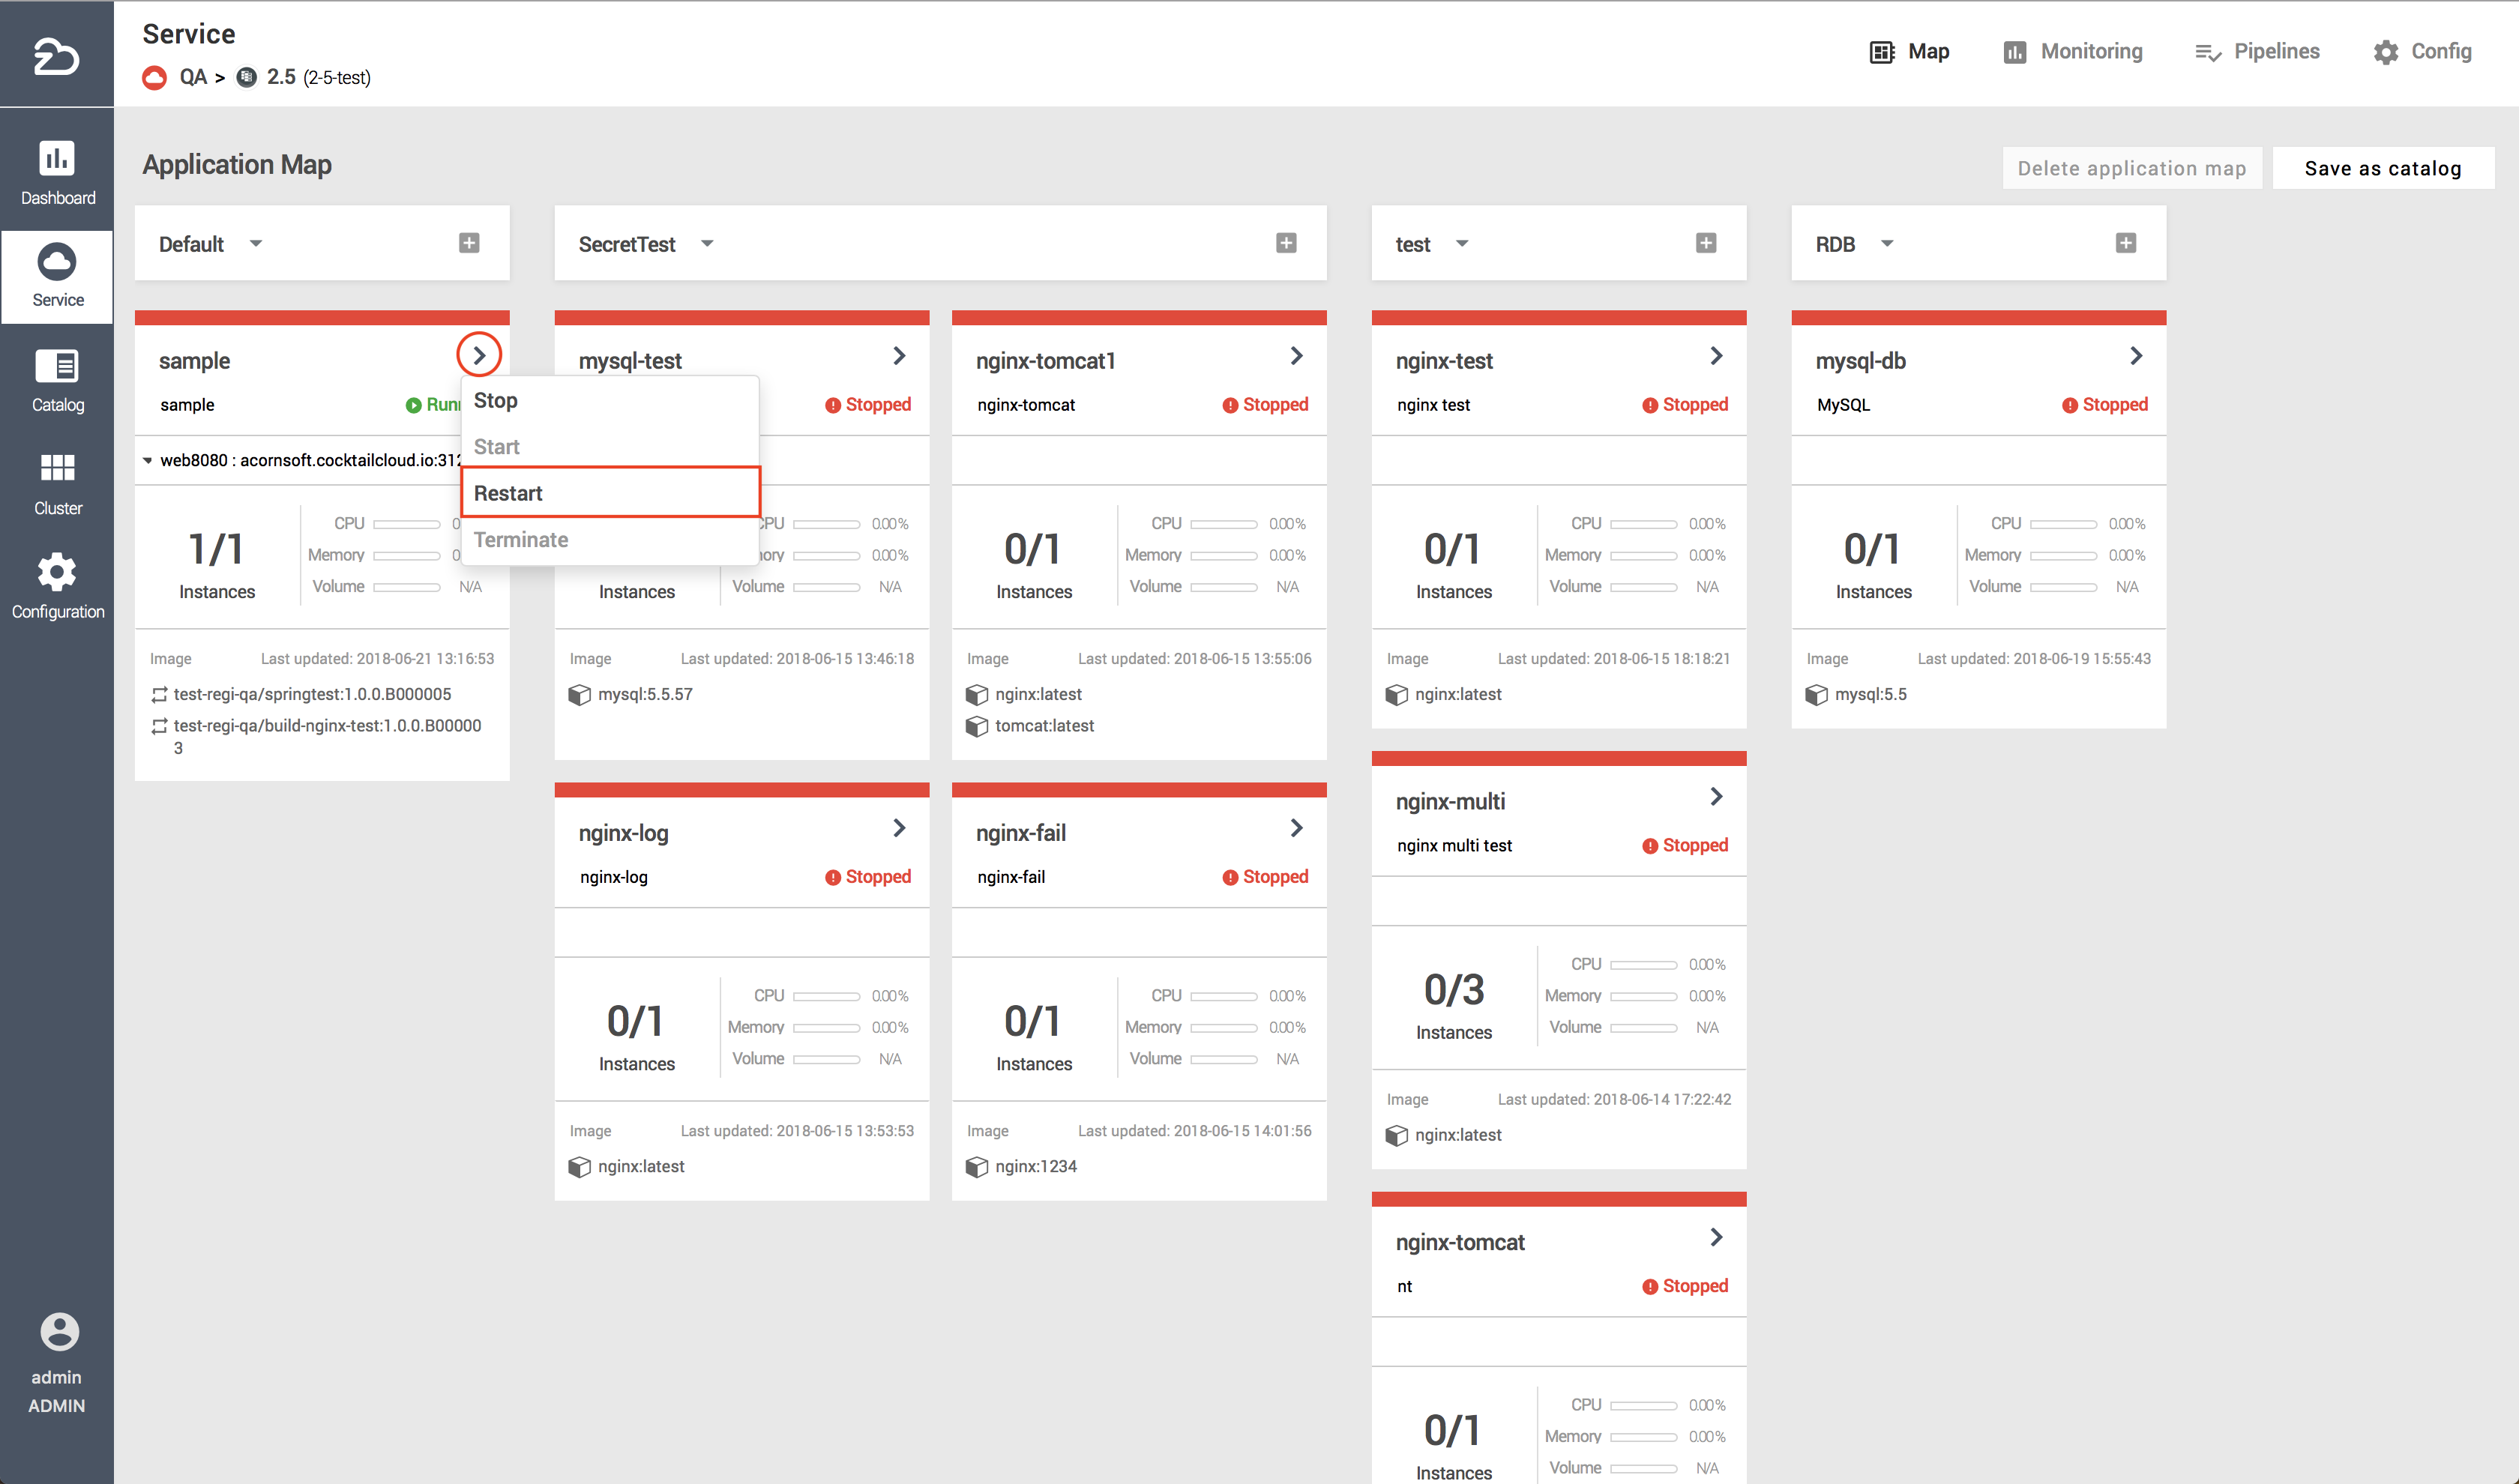 Service
QA > 2.5 (2-5-test)
Map
Monitoring
Pipelines
Config
Dashboard
Service
Catalog
Cluster
Configuration
admin
ADMIN
Application Map
Delete application map
Save as catalog
Default
SecretTest
test
RDB
sample
sample
web8080 : acornsoft.cocktailcloud.io:312
1/1
Instances
CPU
Memory
Volume N/A
Image Last updated: 2018-06-21 13:16:53
test-regi-qa/springtest:1.0.0.B000005
test-regi-qa/build-nginx-test:1.0.0.B00000
3
Stop
Start
Restart
Terminate
mysql-test
Stopped
Instances
0.00%
0.00%
Volume N/A
Image Last updated: 2018-06-15 13:46:18
mysql:5.5.57
nginx-tomcat1
nginx-tomcat Stopped
0/1
Instances
CPU 0.00%
Memory 0.00%
Volume N/A
Image Last updated: 2018-06-15 13:55:06
nginx:latest
tomcat:latest
nginx-log
nginx-log Stopped
0/1
Instances
CPU 0.00%
Memory 0.00%
Volume N/A
Image Last updated: 2018-06-15 13:53:53
nginx:latest
nginx-fail
nginx-fail Stopped
0/1
Instances
CPU 0.00%
Memory 0.00%
Volume N/A
Image Last updated: 2018-06-15 14:01:56
nginx:1234
nginx-test
nginx test Stopped
0/1
Instances
CPU 0.00%
Memory 0.00%
Volume N/A
Image Last updated: 2018-06-15 18:18:21
nginx:latest
nginx-multi
nginx multi test Stopped
0/3
Instances
CPU 0.00%
Memory 0.00%
Volume N/A
Image Last updated: 2018-06-14 17:22:42
nginx:latest
nginx-tomcat
nt Stopped
0/1
Instances
CPU 0.00%
Memory 0.00%
Volume N/A
mysql-db
MySQL Stopped
0/1
Instances
CPU 0.00%
Memory 0.00%
Volume N/A
Image Last updated: 2018-06-19 15:55:43
mysql:5.5